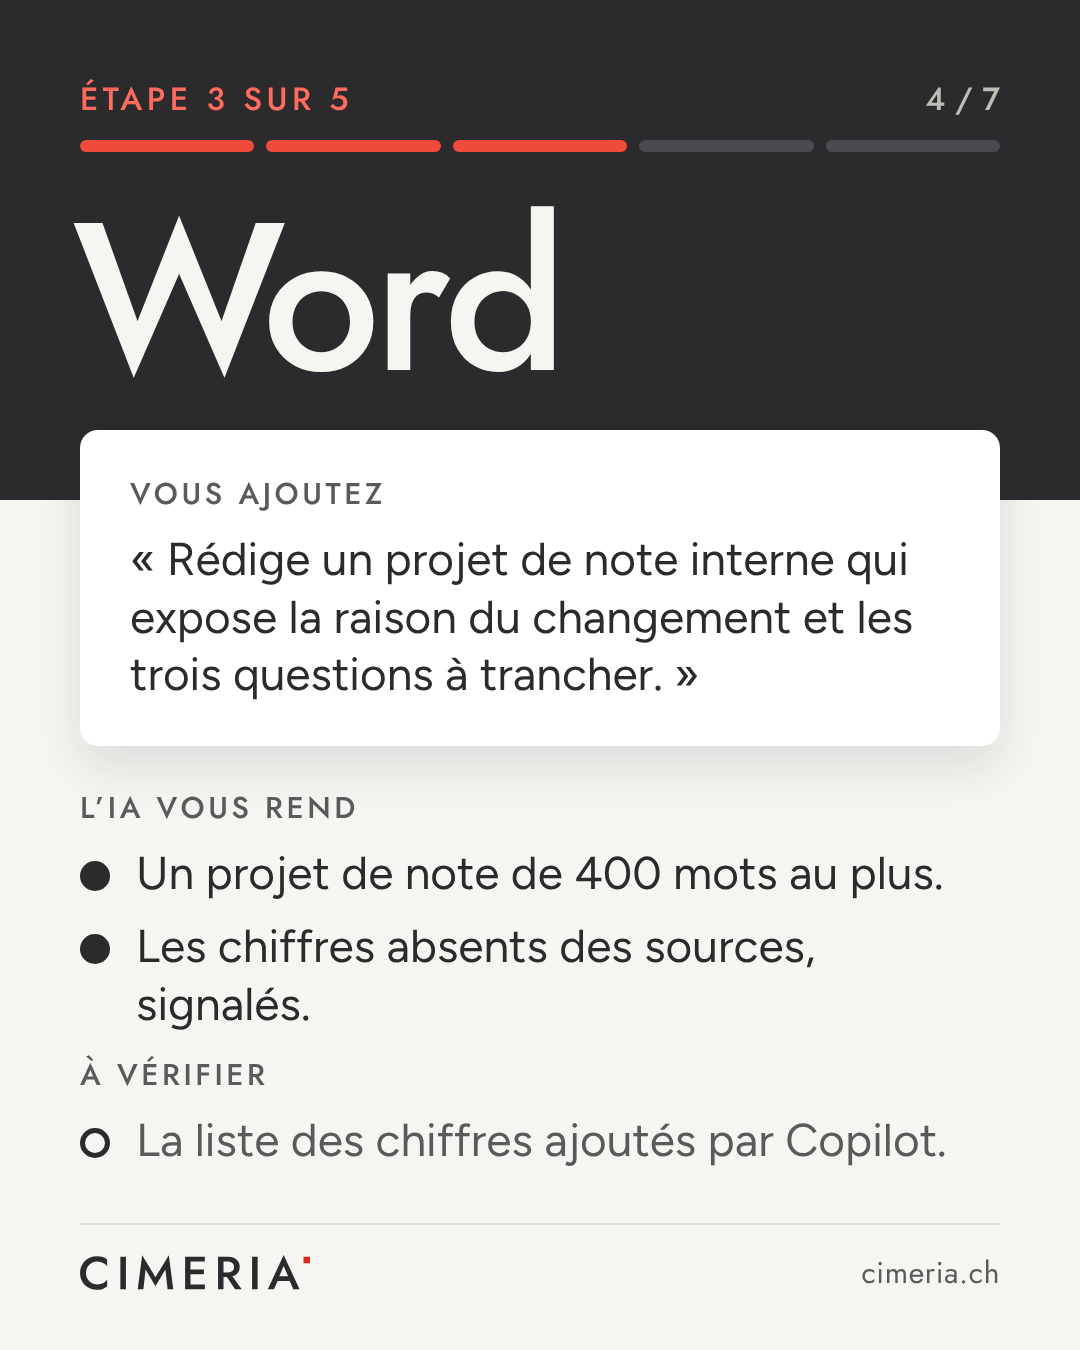 ÉTAPE 3 SUR 5
4 / 7
Word
VOUS AJOUTEZ
« Rédige un projet de note interne qui
expose la raison du changement et les
trois questions à trancher. »
L’IA VOUS REND
Un projet de note de 400 mots au plus.
Les chiffres absents des sources,
signalés.
À VÉRIFIER
La liste des chiffres ajoutés par Copilot.
CIMERIA
cimeria.ch